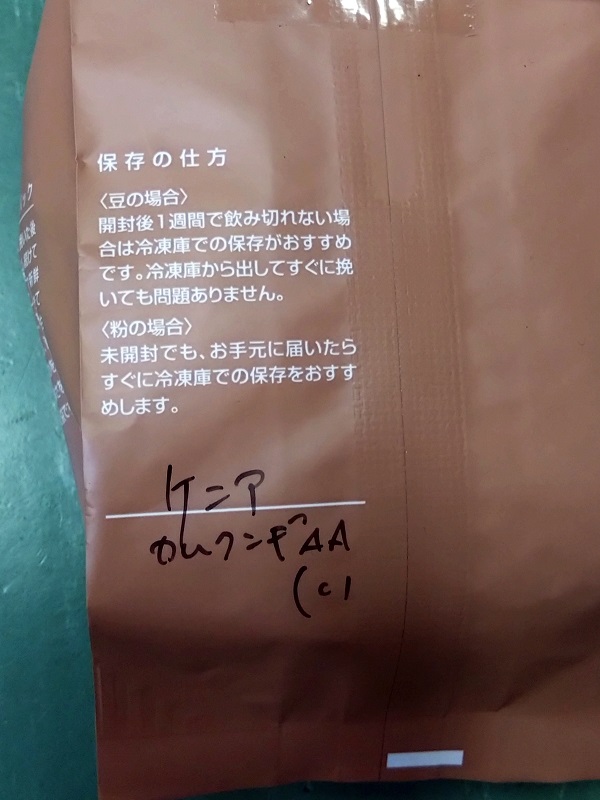 保存の仕方
〈豆の場合〉
開封後1週間で飲み切れない場
合は冷凍庫での保存がおすすめ
です。冷凍庫から出してすぐに挽
いても問題ありません。
〈粉の場合〉
未開封でも、お手元に届いたら
すぐに冷凍庫での保存をおすす
めします。
ケニア
カムワンギAA